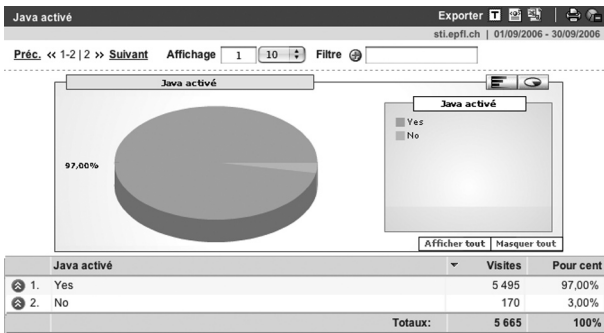 Java activé Exporter T
sti.epfl.ch | 01/09/2006 - 30/09/2006
Préc. << 1-2 | 2 >> Suivant Affichage 1 10 Filtre
Java activé
97,00%
Java activé
Yes
No
Afficher tout Masquer tout
Java activé Visites Pour cent
1. Yes 5 495 97,00%
2. No 170 3,00%
Totaux: 5 665 100%